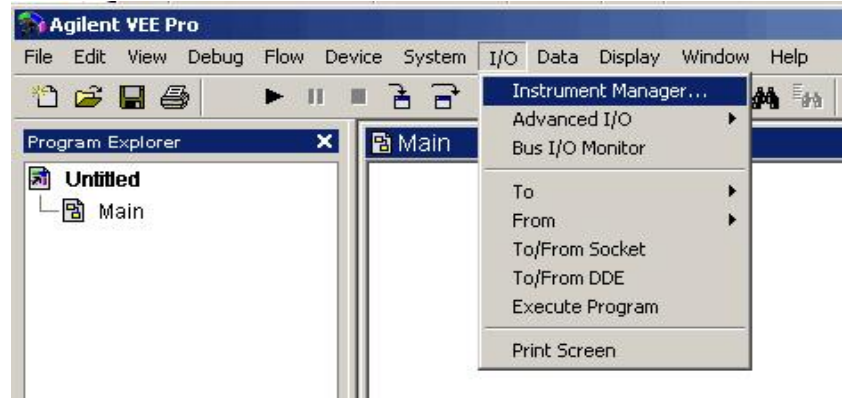 Agilent VEE Pro
File Edit View Debug Flow Device System I/O Data Display Window Help
Program Explorer
Untitled
Main
Main
Instrument Manager...
Advanced I/O
Bus I/O Monitor
To
From
To/From Socket
To/From DDE
Execute Program
Print Screen